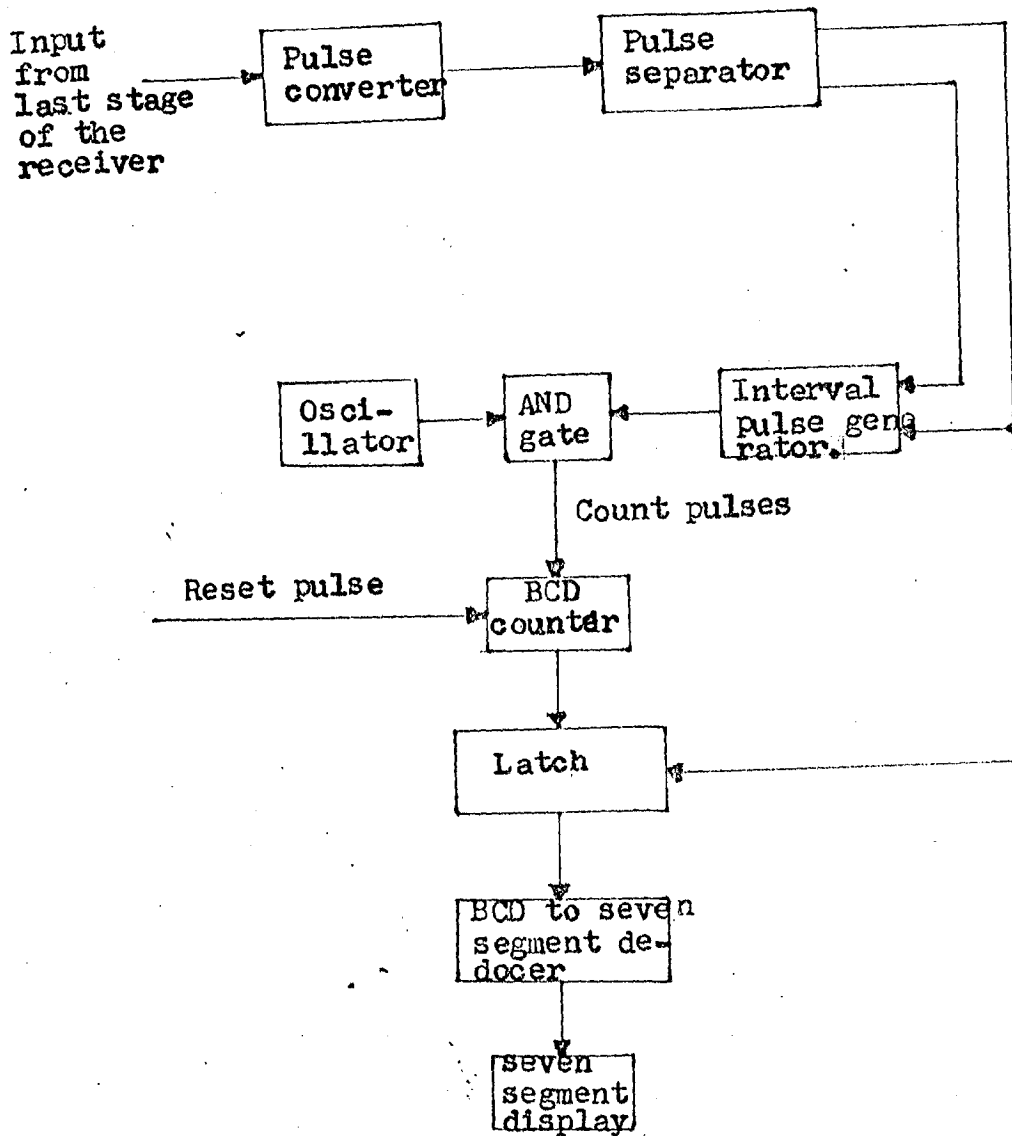 Input
from
last stage
of the
receiver
Pulse
converter
Pulse
separator
Osci-
llator
AND
gate
Interval
pulse gene
rator.
Count pulses
Reset pulse
BCD
counter
Latch
BCD to seven
segment de-
docer
seven
segment
display